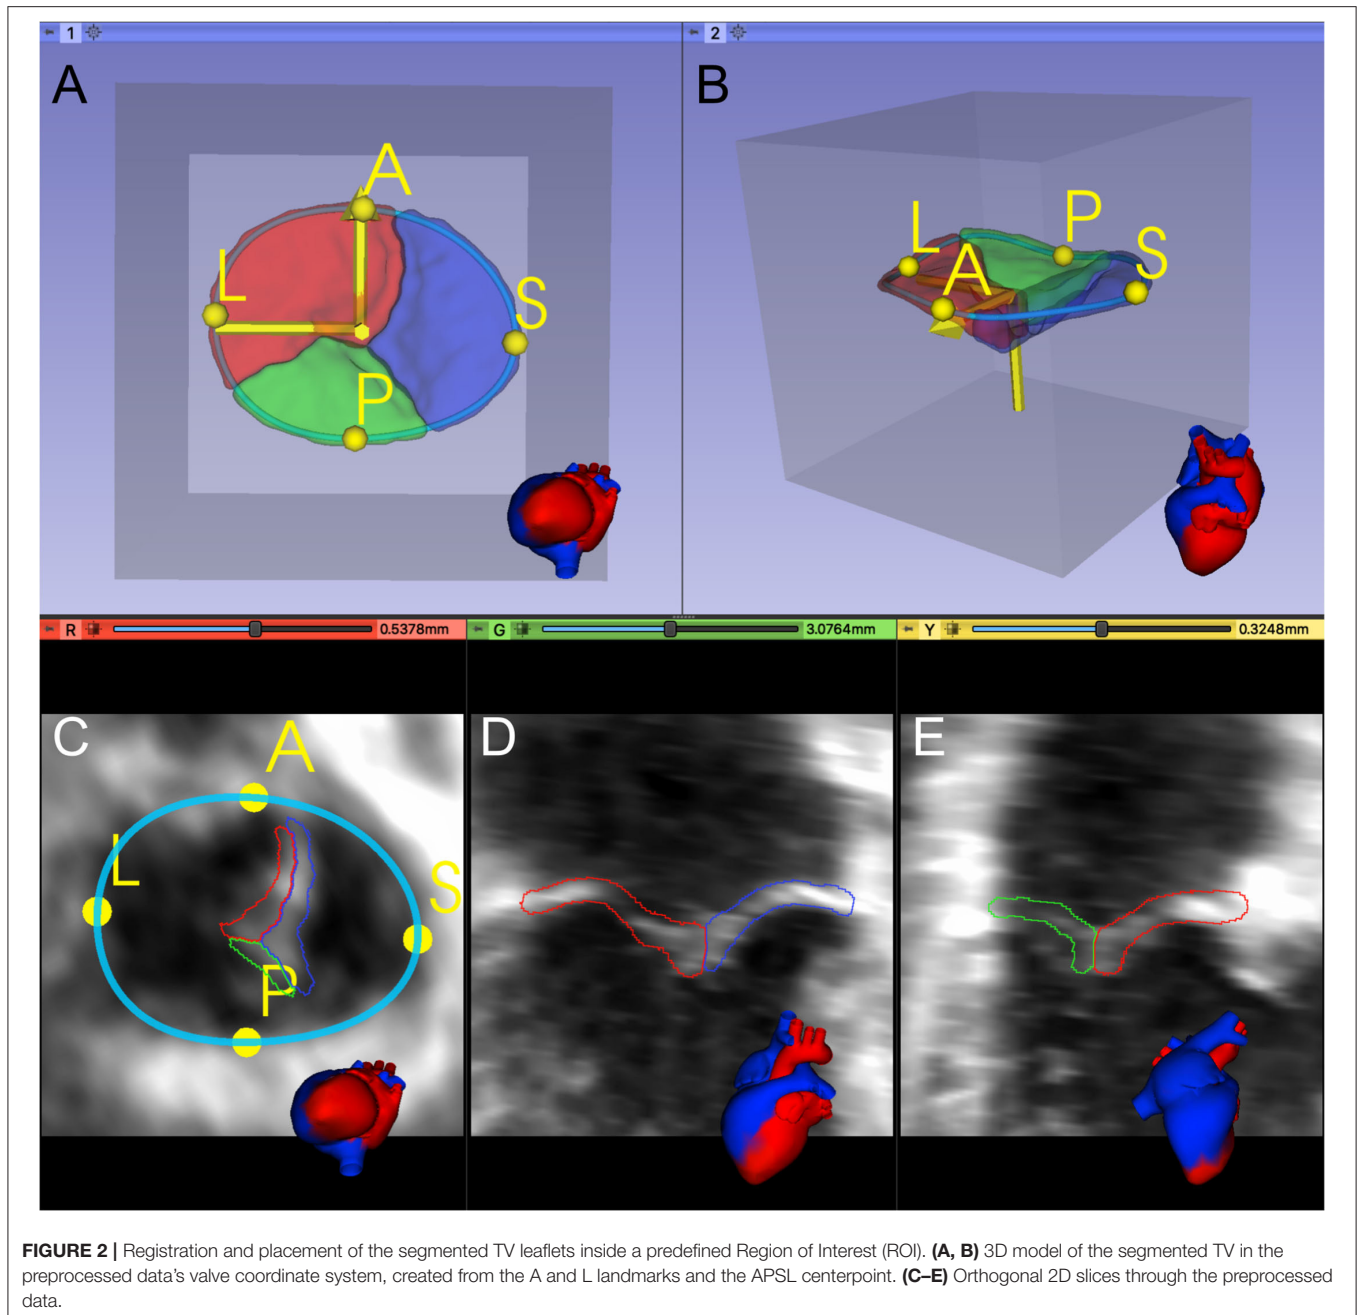 1
2
A
B
A
L
S
P
L
A
P
S
R
0.5378mm
G
3.0764mm
Y
0.3248mm
C
D
E
A
L
S
P
FIGURE 2 | Registration and placement of the segmented TV leaflets inside a predefined Region of Interest (ROI). (A, B) 3D model of the segmented TV in the
preprocessed data's valve coordinate system, created from the A and L landmarks and the APSL centerpoint. (C–E) Orthogonal 2D slices through the preprocessed
data.